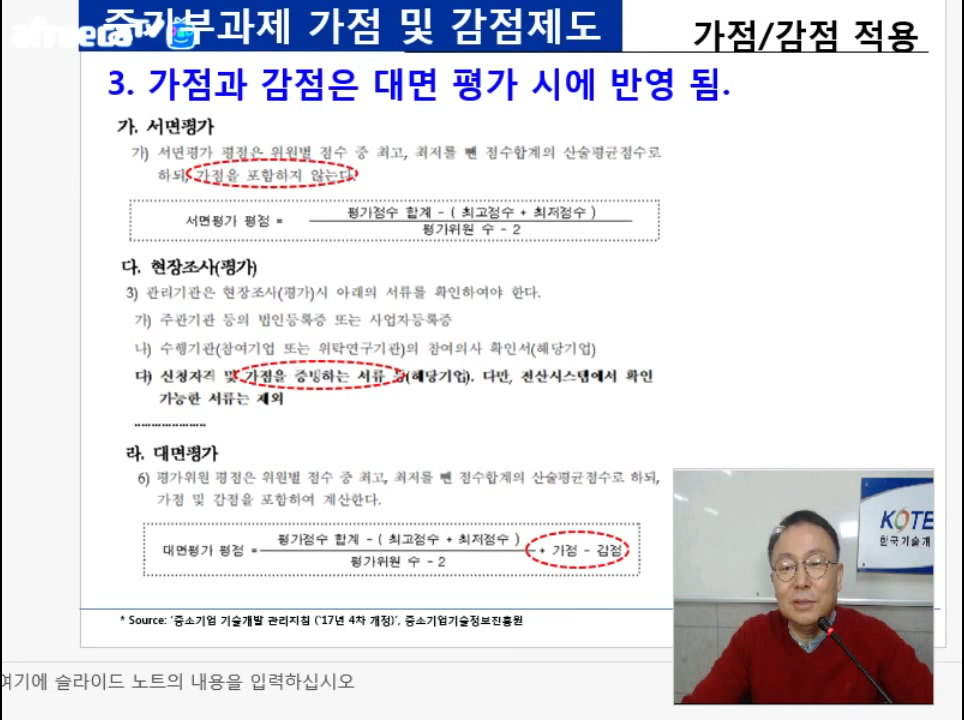 afreecaTV
중기부과제 가점 및 감점제도
가점/감점 적용
3. 가점과 감점은 대면 평가 시에 반영 됨.
가. 서면평가
가) 서면평가 평점은 위원별 점수 중 최고, 최저를 뺀 점수합계의 산술평균점수로
하되, 가점을 포함하지 않는다.
서면평가 평점 =
평가점수 합계 - ( 최고점수 + 최저점수 )
평가위원 수 - 2
다. 현장조사(평가)
3) 관리기관은 현장조사(평가)시 아래의 서류를 확인하여야 한다.
가) 주관기관 등의 법인등록증 또는 사업자등록증
나) 수행기관(참여기업 또는 위탁연구기관)의 참여의사 확인서(해당기업)
다) 신청자격 및 가점을 증빙하는 서류 등(해당기업). 다만, 전산시스템에서 확인
가능한 서류는 제외
.....................
라. 대면평가
6) 평가위원 평점은 위원별 점수 중 최고, 최저를 뺀 점수합계의 산술평균점수로 하되,
가점 및 감점을 포함하여 계산한다.
대면평가 평점 =
평가점수 합계 - ( 최고점수 + 최저점수 )
평가위원 수 - 2
+ 가점 - 감점
KOTE
한국기술개
* Source: ‘중소기업 기술개발 관리지침 (‘17년 4차 개정)’, 중소기업기술정보진흥원
여기에 슬라이드 노트의 내용을 입력하십시오